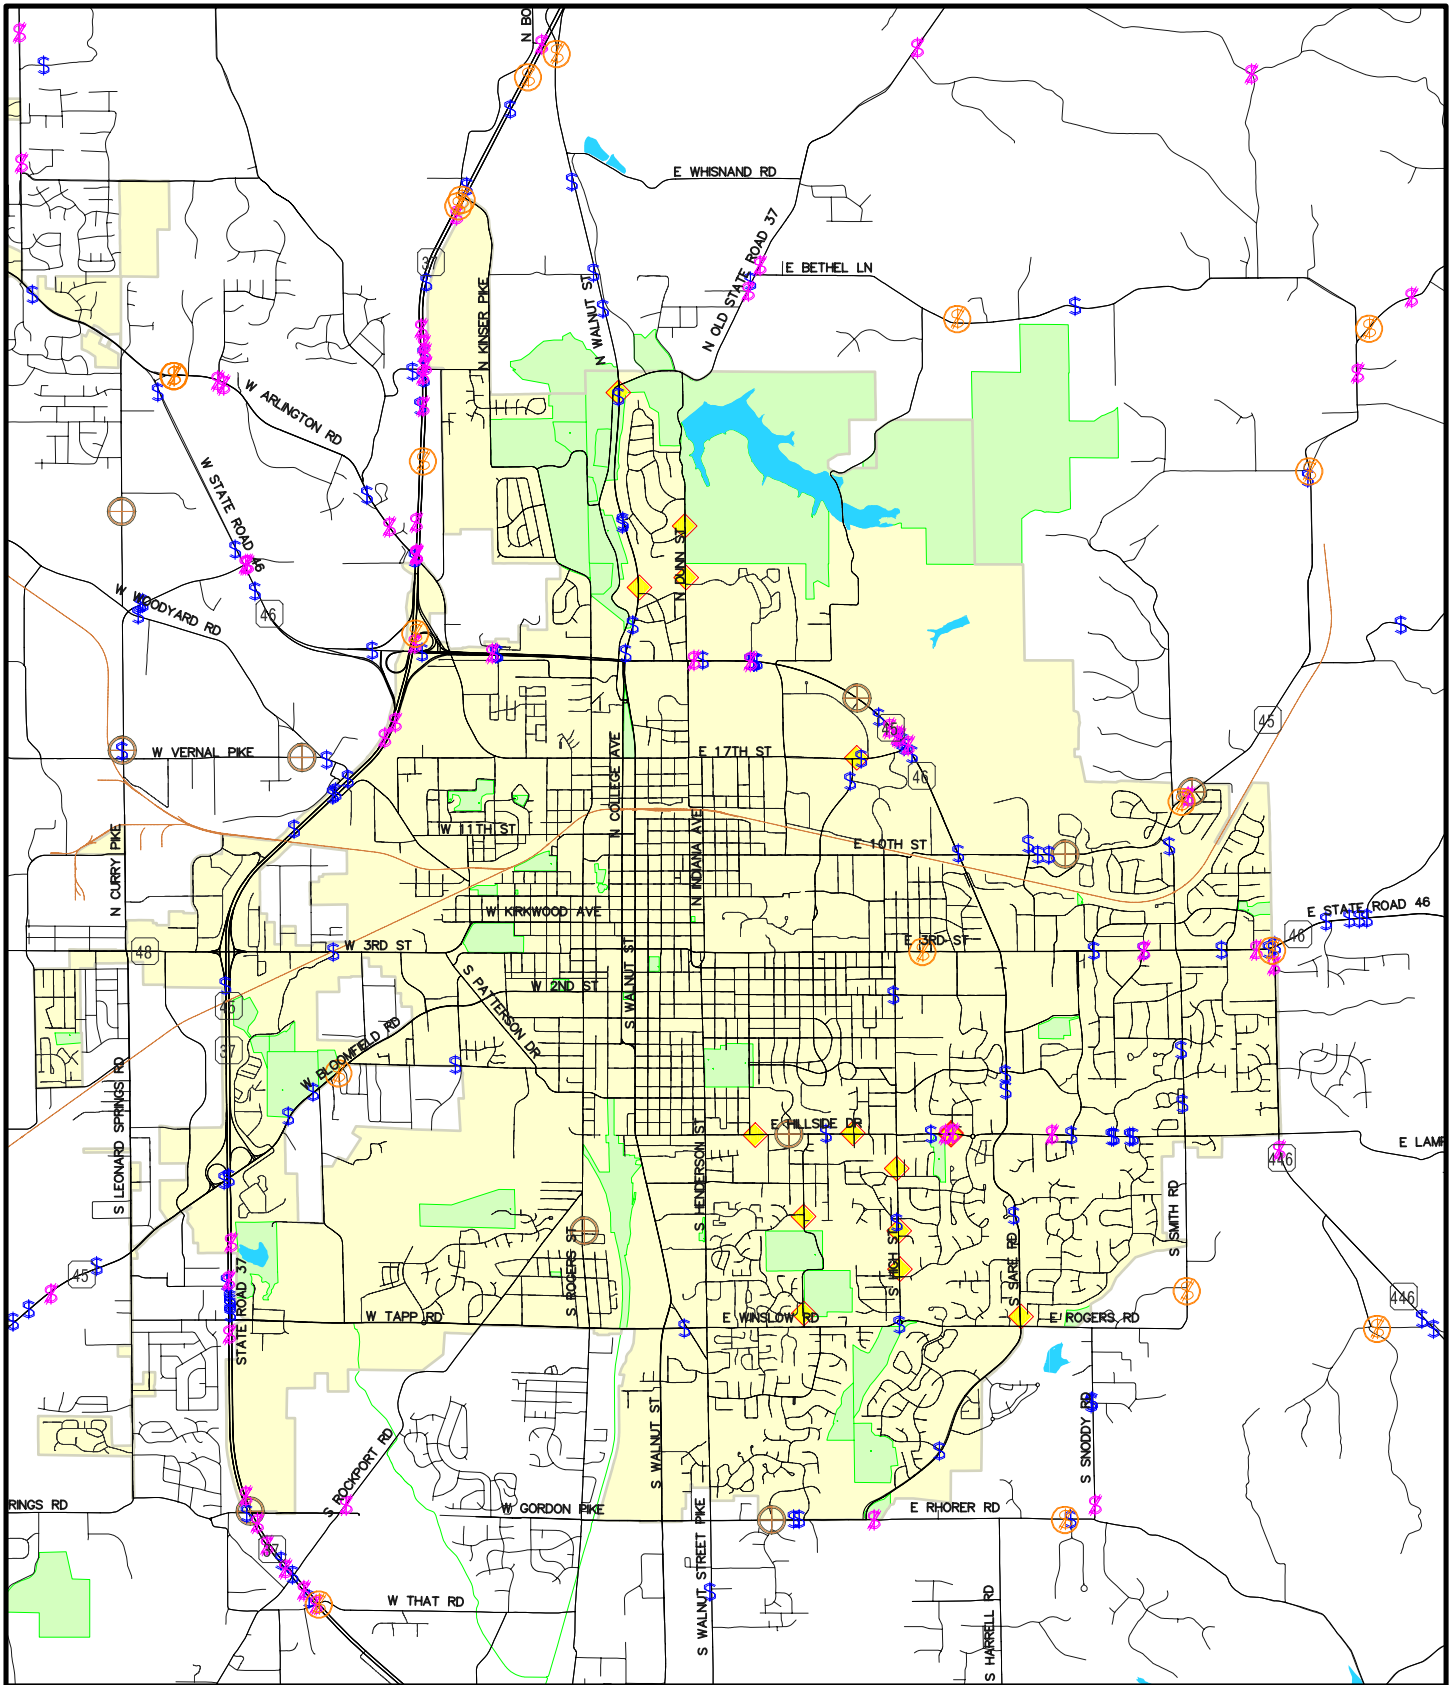 N BO
E WHISNAND RD
N OLD STATE ROAD 37
E BETHEL LN
37
N KINSER PIKE
N WALNUT ST
W ARLINGTON RD
W STATE ROAD 46
N DUNN ST
W WOODYARD RD
46
45
45
W VERNAL PIKE
E 17TH ST
46
N COLLEGE AVE
W 11TH ST
N CURRY PIKE
N INDIANA AVE
E 10TH ST
W KIRKWOOD AVE
E STATE ROAD 46
46
48
W 3RD ST
E 3RD ST
S WALNUT ST
S PATTERSON DR
W 2ND ST
45
37
W BLOOMFIELD RD
S LEONARD SPRINGS RD
E HILLSIDE DR
S HENDERSON ST
E LAMP
446
S SMITH RD
S ROGERS ST
S HIGH ST
S SARE RD
45
STATE ROAD 37
446
W TAPP RD
E WINSLOW RD
E ROGERS RD
S WALNUT ST
S SNODDY RD
S ROCKPORT RD
RINGS RD
W GORDON PIKE
E RHORER RD
S WALNUT STREET PIKE
37
W THAT RD
S HARRELL RD